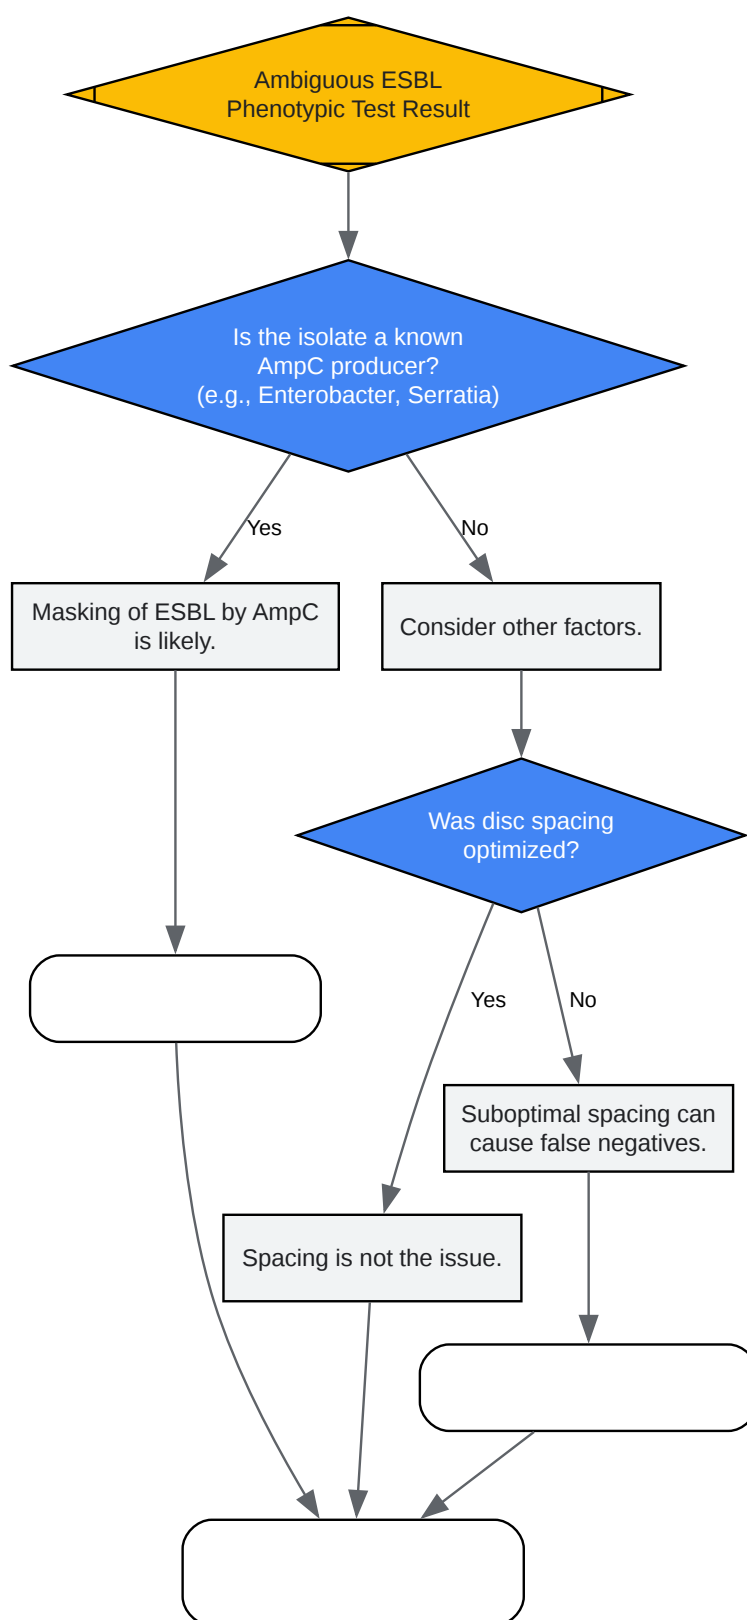 Ambiguous ESBL
Phenotypic Test Result
Is the isolate a known
AmpC producer?
(e.g., Enterobacter, Serratia)
Yes
No
Masking of ESBL by AmpC
is likely.
Consider other factors.
Was disc spacing
optimized?
Yes
No
Suboptimal spacing can
cause false negatives.
Spacing is not the issue.